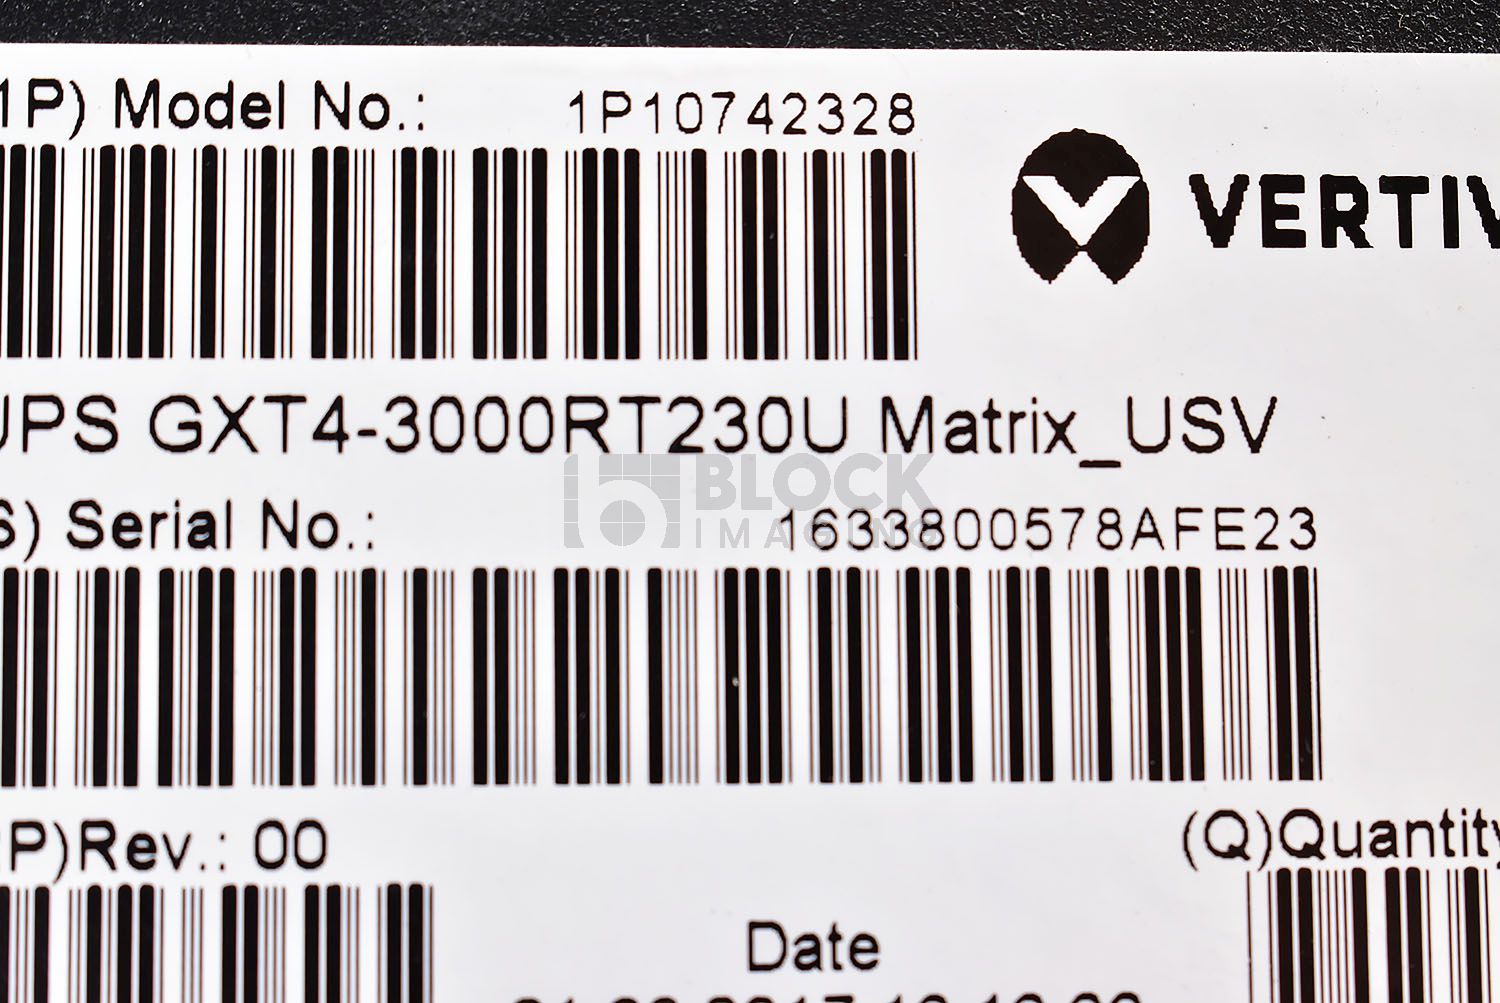 1P) Model No.: 1P10742328
VERTIV
UPS GXT4-3000RT230U Matrix_USV
BLOCK
IMAGING
S) Serial No.: 1633800578AFE23
P)Rev.: 00
(Q)Quantity
Date